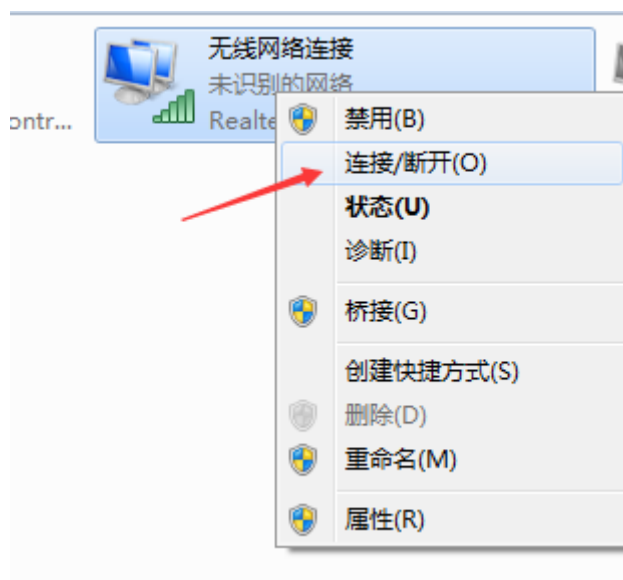 无线网络连接
未识别的网络
ontr...
Realte
禁用(B)
连接/断开(O)
状态(U)
诊断(I)
桥接(G)
创建快捷方式(S)
删除(D)
重命名(M)
属性(R)